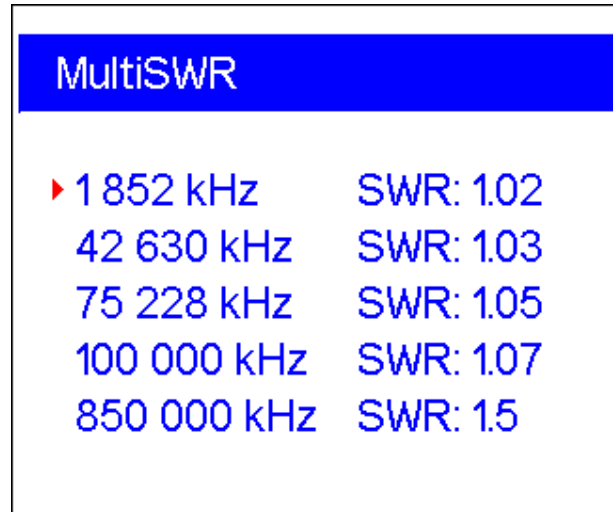 MultiSWR
1 852 kHz SWR: 1.02
42 630 kHz SWR: 1.03
75 228 kHz SWR: 1.05
100 000 kHz SWR: 1.07
850 000 kHz SWR: 1.5